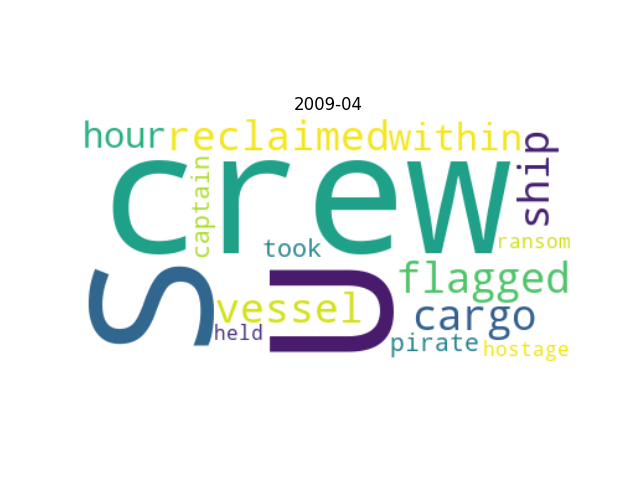 2009-04
hour
reclaimed
within
ship
captain
crew
took
ransom
S
U
vessel
flagged
held
cargo
pirate
hostage